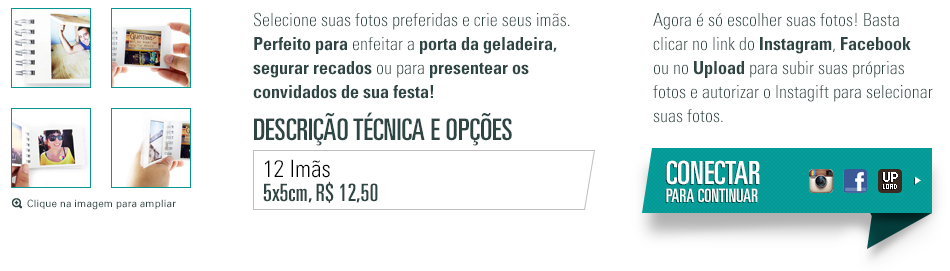 Selecione suas fotos preferidas e crie seus imãs.
Perfeito para enfeitar a porta da geladeira,
segurar recados ou para presentear os
convidados de sua festa!
DESCRIÇÃO TÉCNICA E OPÇÕES
12 Imãs
5x5cm, R$ 12,50
Clique na imagem para ampliar
Agora é só escolher suas fotos! Basta
clicar no link do Instagram, Facebook
ou no Upload para subir suas próprias
fotos e autorizar o Instagift para selecionar
suas fotos.
CONECTAR
PARA CONTINUAR
f
UP
LOAD